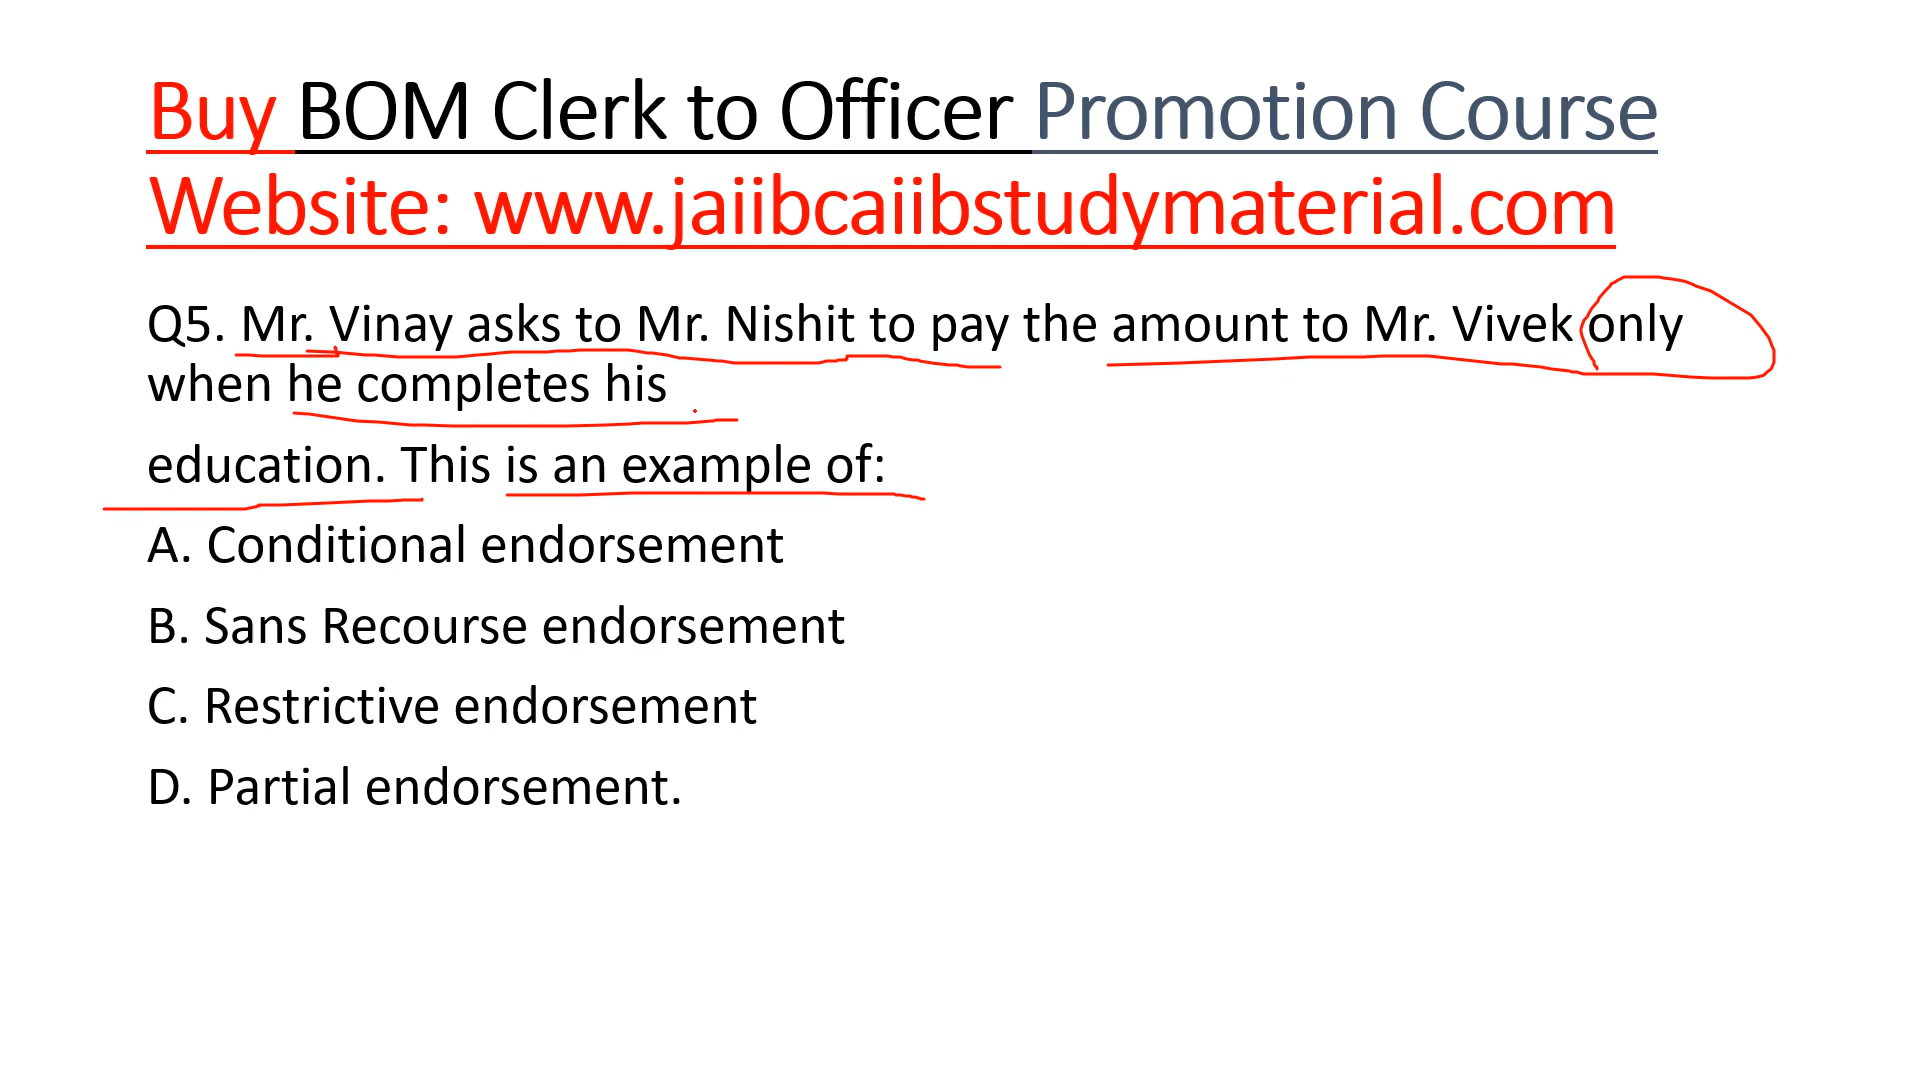 Buy BOM Clerk to Officer Promotion Course
Website: www.jaiibcaiibstudymaterial.com
Q5. Mr. Vinay asks to Mr. Nishit to pay the amount to Mr. Vivek only
when he completes his
education. This is an example of:
A. Conditional endorsement
B. Sans Recourse endorsement
C. Restrictive endorsement
D. Partial endorsement.